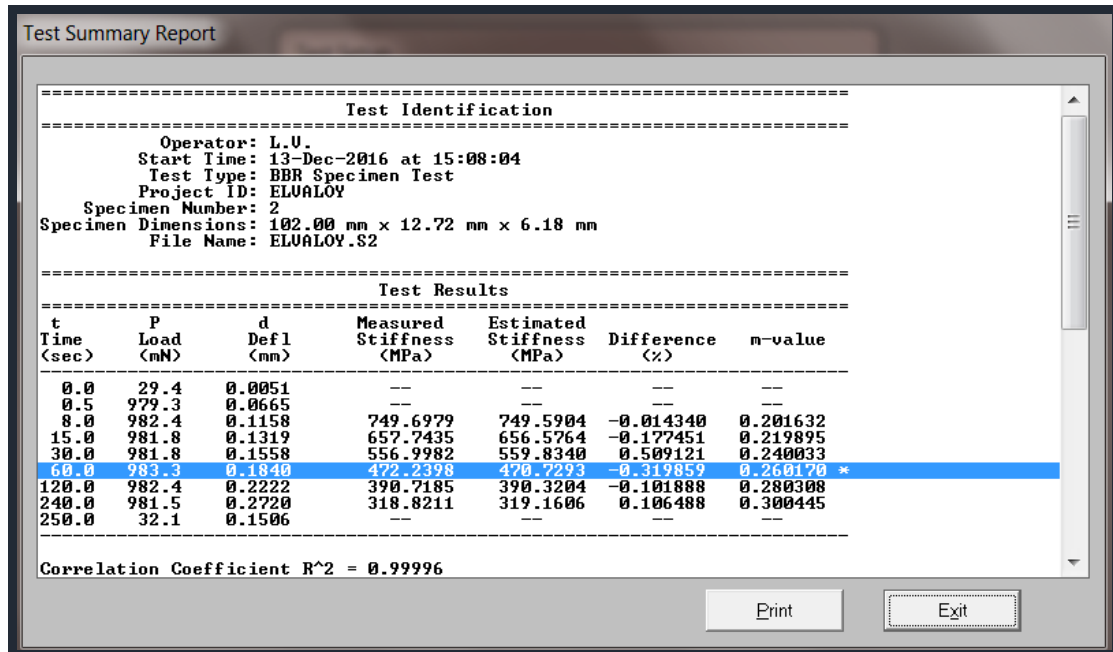 Test Summary Report
==========================================================================
Test Identification
==========================================================================
Operator: L.V.
Start Time: 13-Dec-2016 at 15:08:04
Test Type: BBR Specimen Test
Project ID: ELVALOY
Specimen Number: 2
Specimen Dimensions: 102.00 mm x 12.72 mm x 6.18 mm
File Name: ELVALOY.S2
==========================================================================
Test Results
==========================================================================
t P d Measured Estimated
Time Load Defl Stiffness Stiffness Difference m-value
(sec) (mN) (mm) (MPa) (MPa) (%)
--------------------------------------------------------------------------
0.0 29.4 0.0051 -- -- -- --
0.5 979.3 0.0665 -- -- -- --
8.0 982.4 0.1158 749.6979 749.5904 -0.014340 0.201632
15.0 981.8 0.1319 657.7435 656.5764 -0.177451 0.219895
30.0 981.8 0.1558 556.9982 559.8340 0.509121 0.240033
60.0 983.3 0.1840 472.2398 470.7293 -0.319859 0.260170 *
120.0 982.4 0.2222 390.7185 390.3204 -0.101888 0.280308
240.0 981.5 0.2720 318.8211 319.1606 0.106488 0.300445
250.0 32.1 0.1506 -- -- -- --
--------------------------------------------------------------------------
Correlation Coefficient R^2 = 0.99996
Print Exit